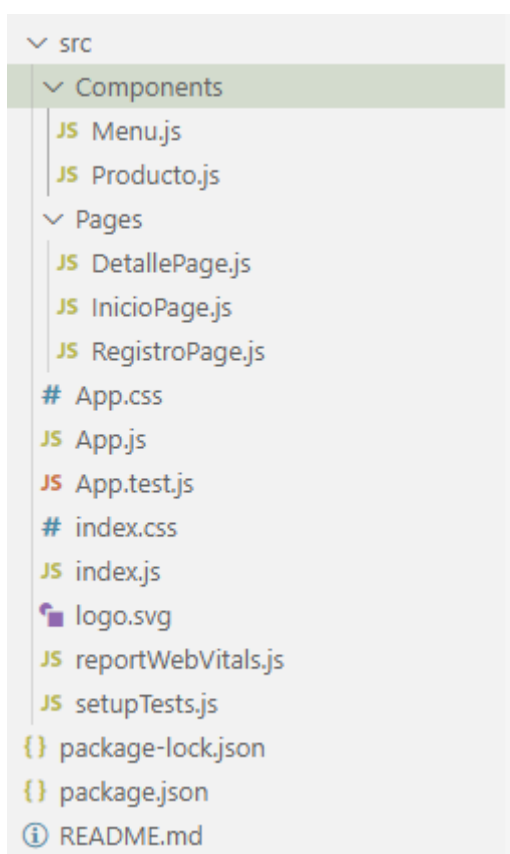 src
Components
JS Menu.js
JS Producto.js
Pages
JS DetallePage.js
JS InicioPage.js
JS RegistroPage.js
# App.css
JS App.js
JS App.test.js
# index.css
JS index.js
logo.svg
JS reportWebVitals.js
JS setupTests.js
{} package-lock.json
{} package.json
README.md